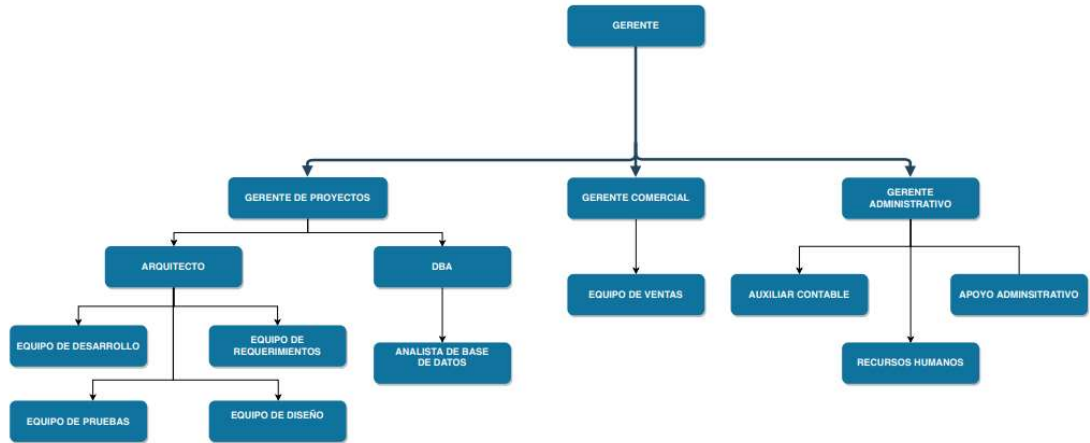 GERENTE
GERENTE DE PROYECTOS
GERENTE COMERCIAL
GERENTE
ADMINISTRATIVO
ARQUITECTO
DBA
EQUIPO DE VENTAS
AUXILIAR CONTABLE
APOYO ADMINSITRATIVO
EQUIPO DE DESARROLLO
EQUIPO DE
REQUERIMIENTOS
ANALISTA DE BASE
DE DATOS
RECURSOS HUMANOS
EQUIPO DE PRUEBAS
EQUIPO DE DISEÑO